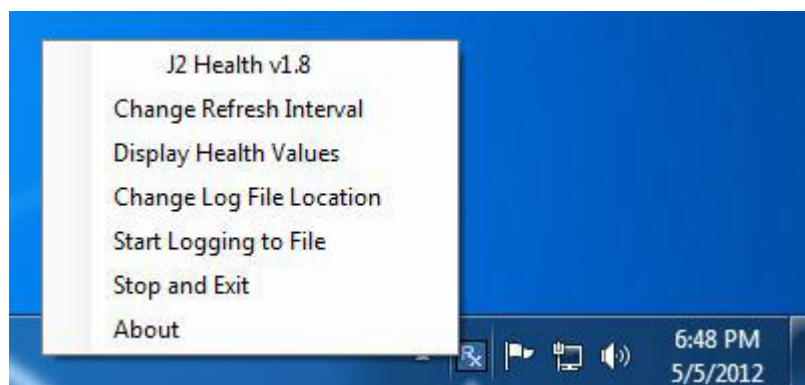 J2 Health v1.8
Change Refresh Interval
Display Health Values
Change Log File Location
Start Logging to File
Stop and Exit
About
Rx
6:48 PM
5/5/2012